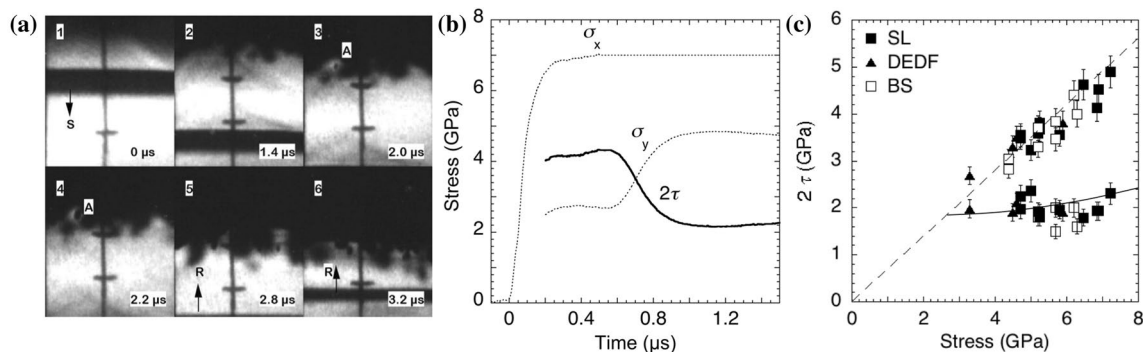 (a)
1
2
3
A
S
0 μs
1.4 μs
2.0 μs
4
A
5
R
6
R
2.2 μs
2.8 μs
3.2 μs
(b)
8
6
4
2
0
Stress (GPa)
σx
σy
2τ
0
0.4
0.8
1.2
Time (μs)
(c)
6
5
4
3
2
1
0
2 τ (GPa)
SL
DEDF
BS
0
2
4
6
8
Stress (GPa)